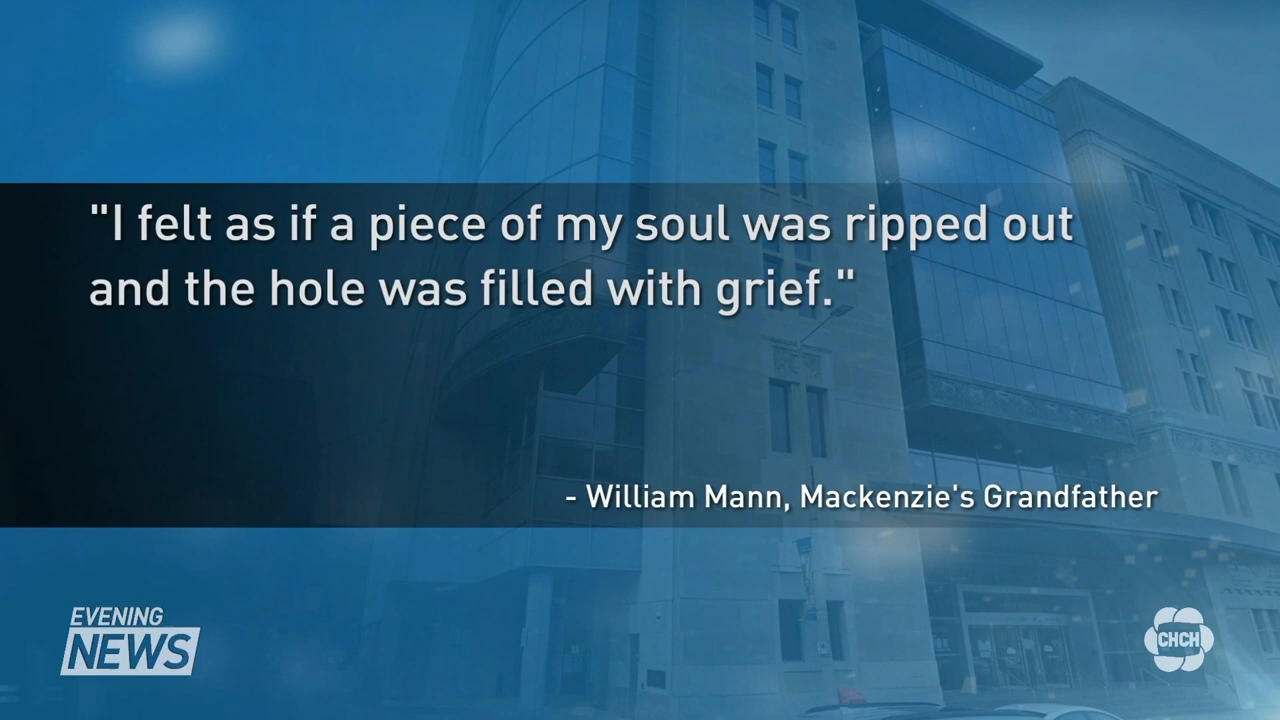 "I felt as if a piece of my soul was ripped out
and the hole was filled with grief."
- William Mann, Mackenzie's Grandfather
EVENING
NEWS
CHCH